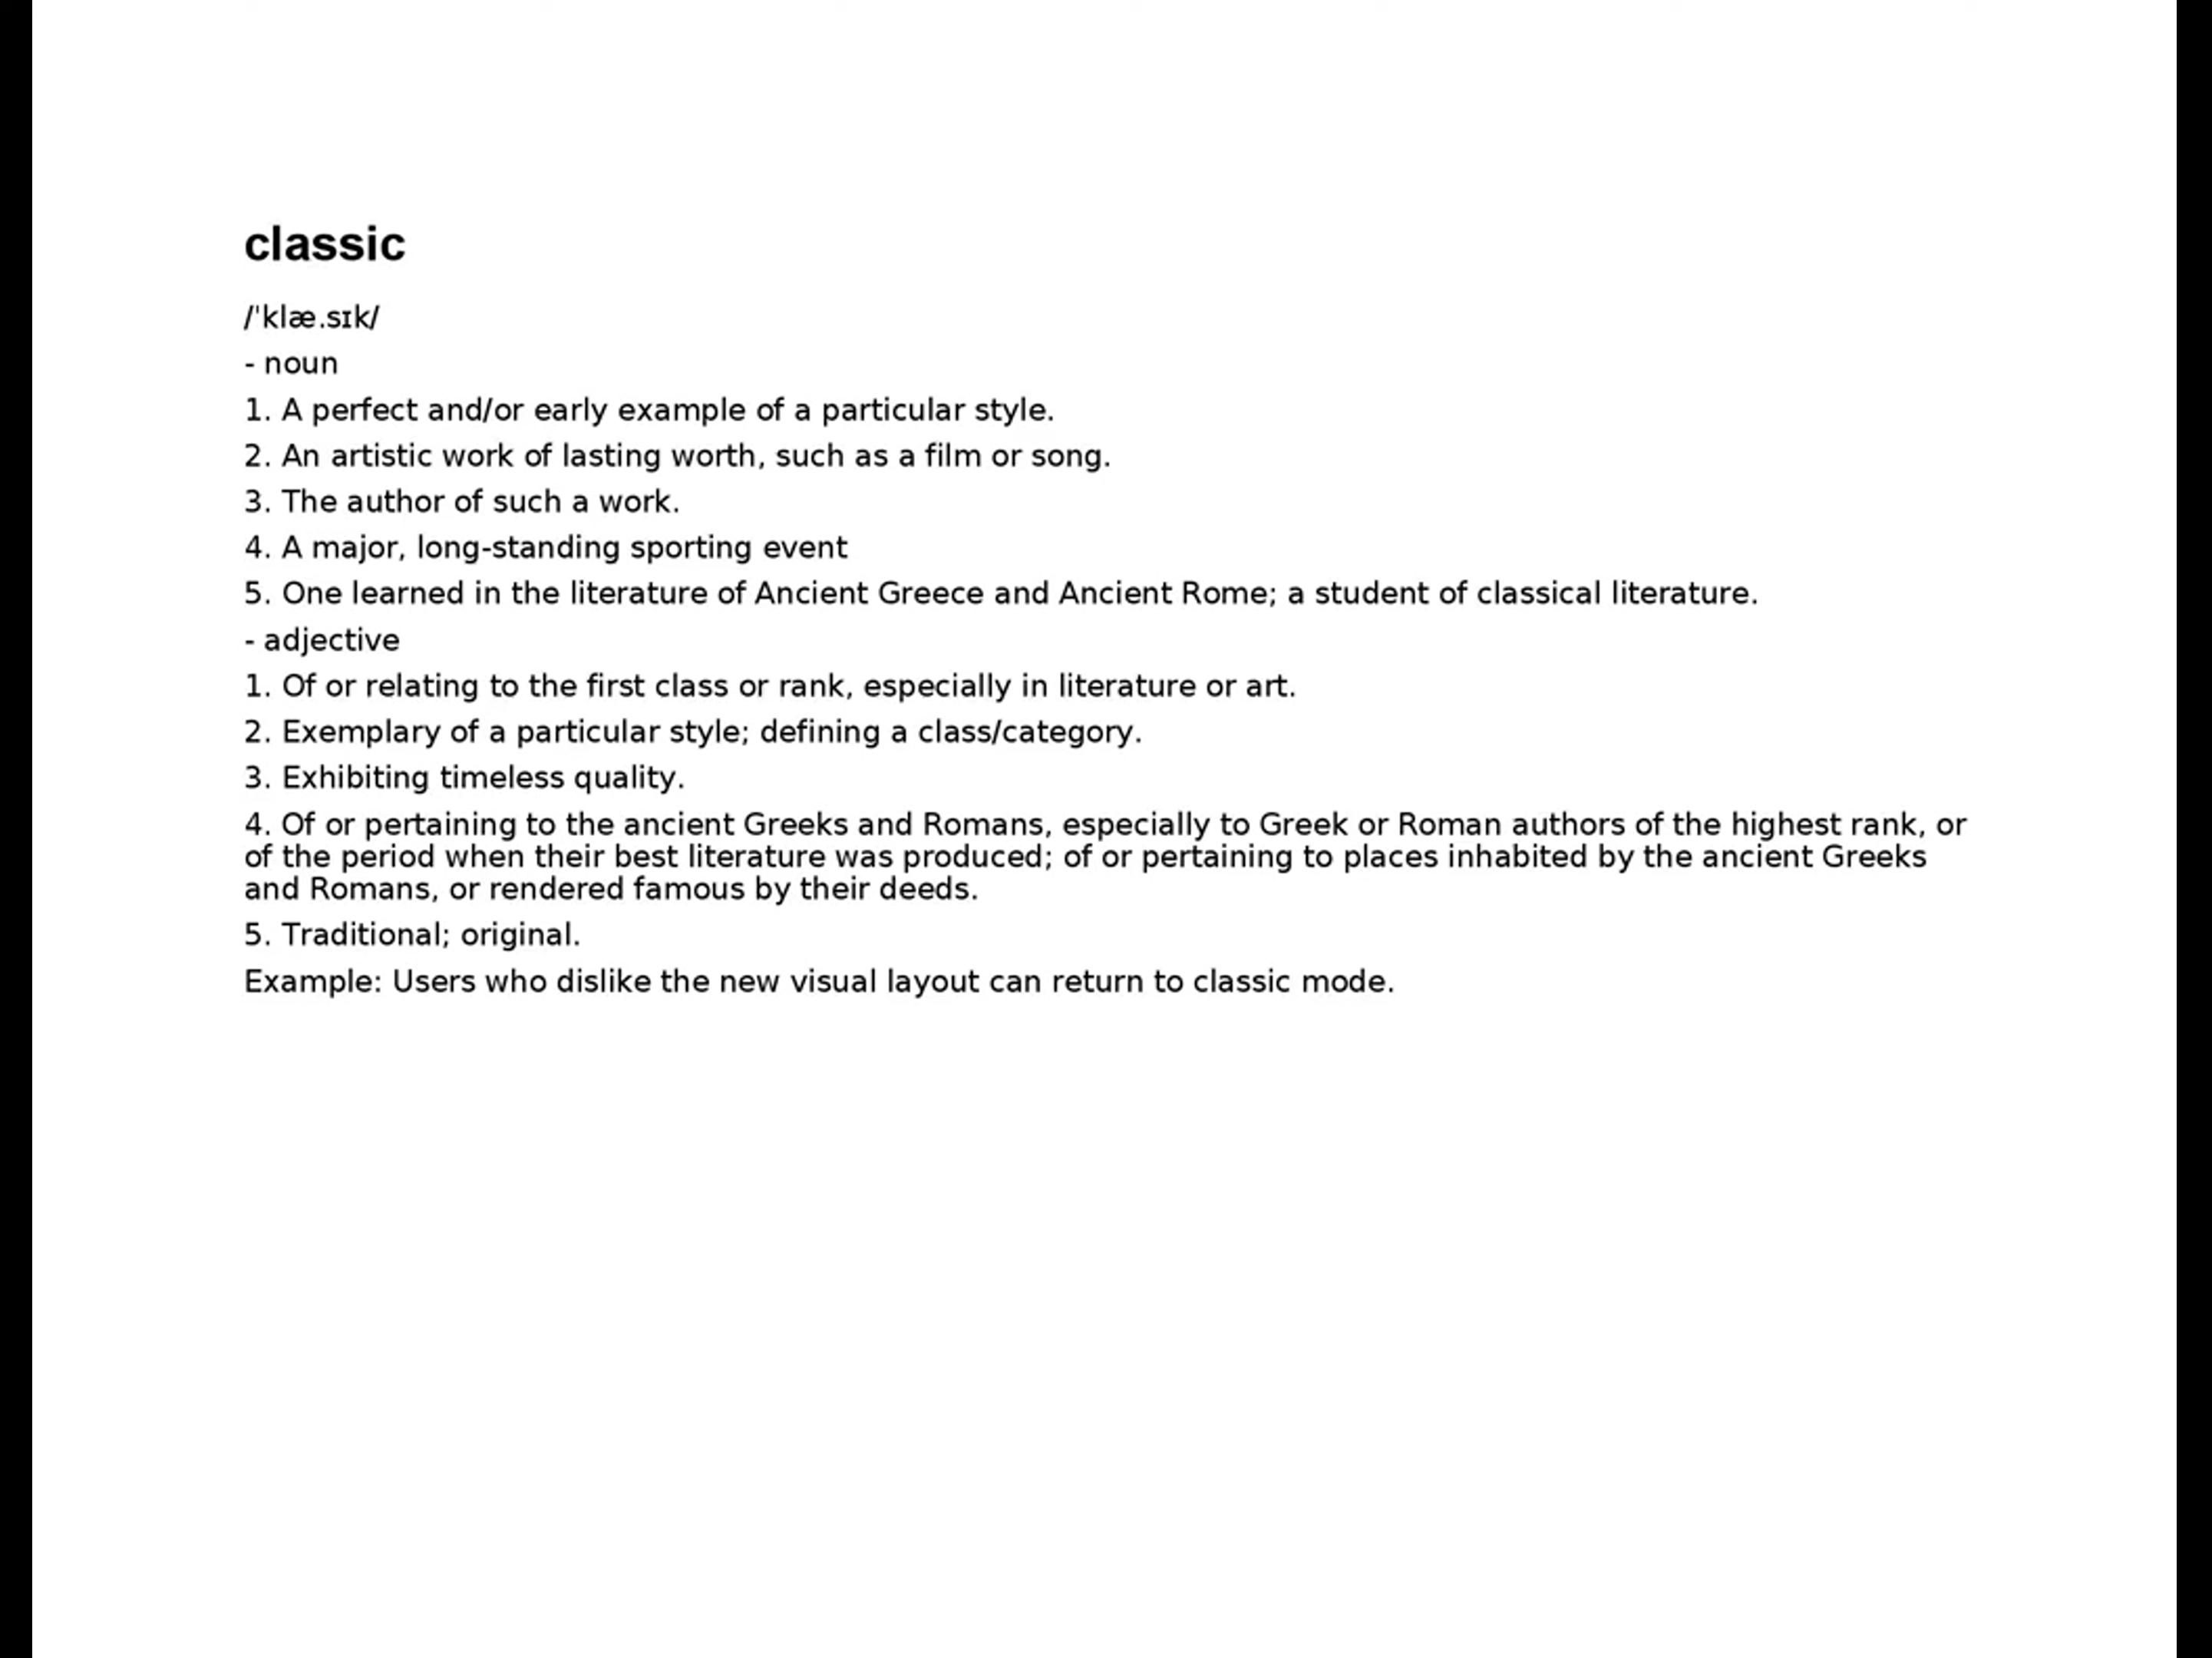 classic
/ˈklæ.sɪk/
- noun
1. A perfect and/or early example of a particular style.
2. An artistic work of lasting worth, such as a film or song.
3. The author of such a work.
4. A major, long-standing sporting event
5. One learned in the literature of Ancient Greece and Ancient Rome; a student of classical literature.
- adjective
1. Of or relating to the first class or rank, especially in literature or art.
2. Exemplary of a particular style; defining a class/category.
3. Exhibiting timeless quality.
4. Of or pertaining to the ancient Greeks and Romans, especially to Greek or Roman authors of the highest rank, or
of the period when their best literature was produced; of or pertaining to places inhabited by the ancient Greeks
and Romans, or rendered famous by their deeds.
5. Traditional; original.
Example: Users who dislike the new visual layout can return to classic mode.